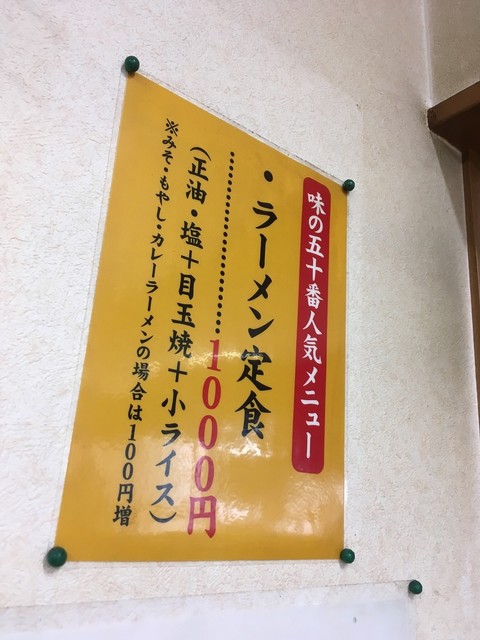 味の五十番人気メニュー
・ラーメン定食
……………………1000円
(正油・塩+目玉焼+小ライス)
※みそ・もやし・カレーラーメンの場合は100円増